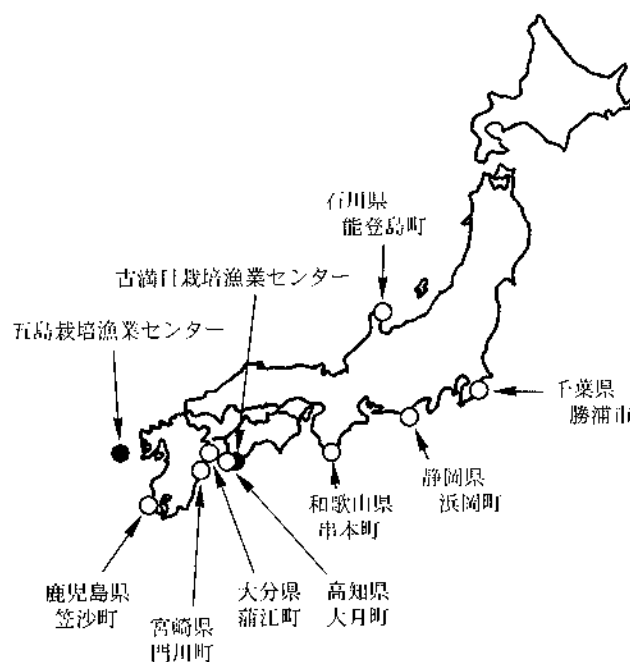 石川県
能登島町
古満目栽培漁業センター
五島栽培漁業センター
千葉県
勝浦市
静岡県
浜岡町
和歌山県
串本町
鹿児島県
笠沙町
宮崎県
門川町
大分県
蒲江町
高知県
大月町